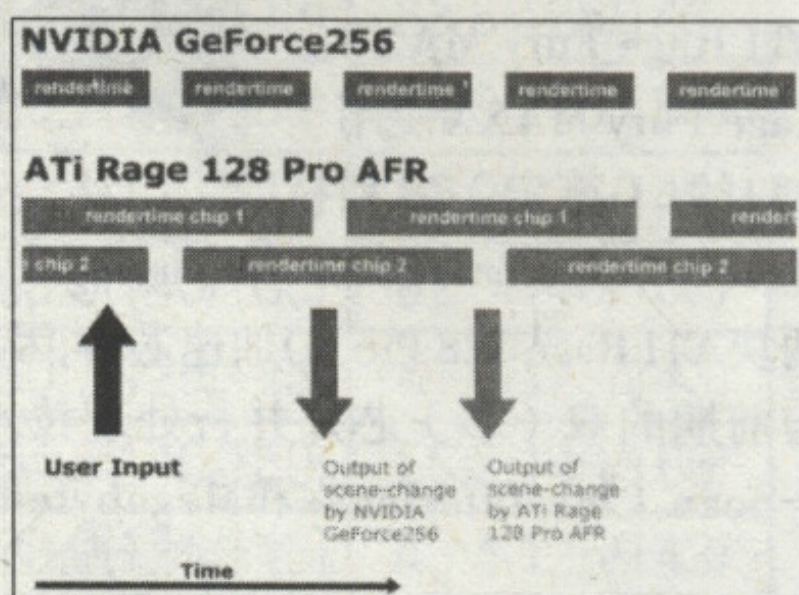 NVIDIA GeForce256
rendertime rendertime rendertime rendertime rendertime
ATi Rage 128 Pro AFR
rendertime chip 1 rendertime chip 1 rendert
chip 2 rendertime chip 2 rendertime chip 2
User Input
Output of
scene-change
by NVIDIA
GeForce256
Output of
scene-change
by ATi Rage
128 Pro AFR
Time